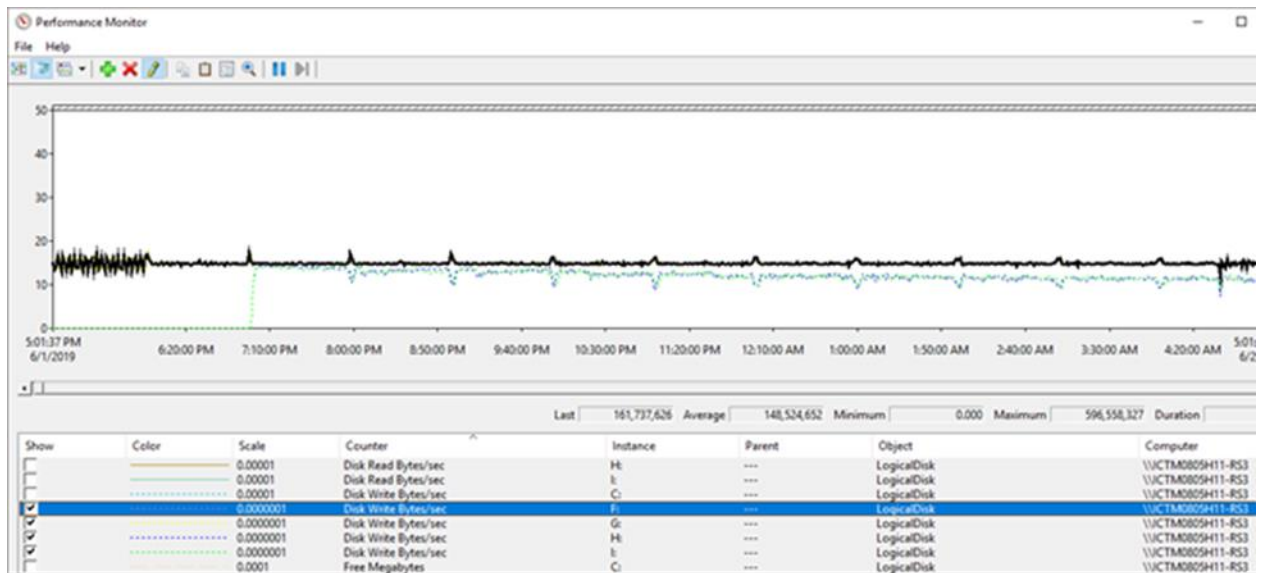 Performance Monitor
File Help
50
40
30
20
10
0
5:01:37 PM 6:20:00 PM 7:10:00 PM 8:00:00 PM 8:50:00 PM 9:40:00 PM 10:30:00 PM 11:20:00 PM 12:10:00 AM 1:00:00 AM 1:50:00 AM 2:40:00 AM 3:30:00 AM 4:20:00 AM 5:01:
6/1/2019 6/2
Last 161,737,626 Average 148,524,652 Minimum 0.000 Maximum 596,558,327 Duration
Show Color Scale Counter Instance Parent Object Computer
0.00001 Disk Read Bytes/sec H: --- LogicalDisk \\JCTM0805H11-RS3
0.00001 Disk Read Bytes/sec I: --- LogicalDisk \\JCTM0805H11-RS3
0.00001 Disk Write Bytes/sec C: --- LogicalDisk \\JCTM0805H11-RS3
0.0000001 Disk Write Bytes/sec F: --- LogicalDisk \\JCTM0805H11-RS3
0.0000001 Disk Write Bytes/sec G: --- LogicalDisk \\JCTM0805H11-RS3
0.0000001 Disk Write Bytes/sec H: --- LogicalDisk \\JCTM0805H11-RS3
0.0000001 Disk Write Bytes/sec I: --- LogicalDisk \\JCTM0805H11-RS3
0.0001 Free Megabytes C: --- LogicalDisk \\JCTM0805H11-RS3